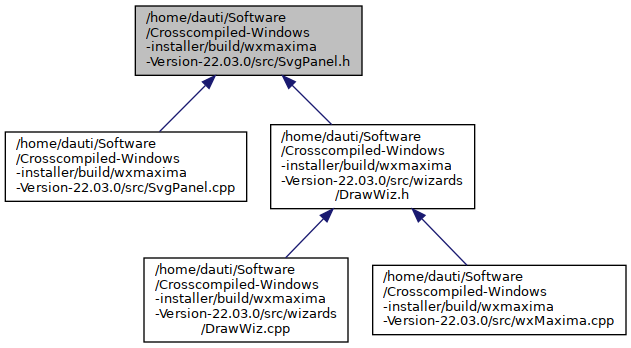 /home/dauti/Software
/Crosscompiled-Windows
-installer/build/wxmaxima
-Version-22.03.0/src/SvgPanel.h
/home/dauti/Software
/Crosscompiled-Windows
-installer/build/wxmaxima
-Version-22.03.0/src/SvgPanel.cpp
/home/dauti/Software
/Crosscompiled-Windows
-installer/build/wxmaxima
-Version-22.03.0/src/wizards
/DrawWiz.h
/home/dauti/Software
/Crosscompiled-Windows
-installer/build/wxmaxima
-Version-22.03.0/src/wizards
/DrawWiz.cpp
/home/dauti/Software
/Crosscompiled-Windows
-installer/build/wxmaxima
-Version-22.03.0/src/wxMaxima.cpp